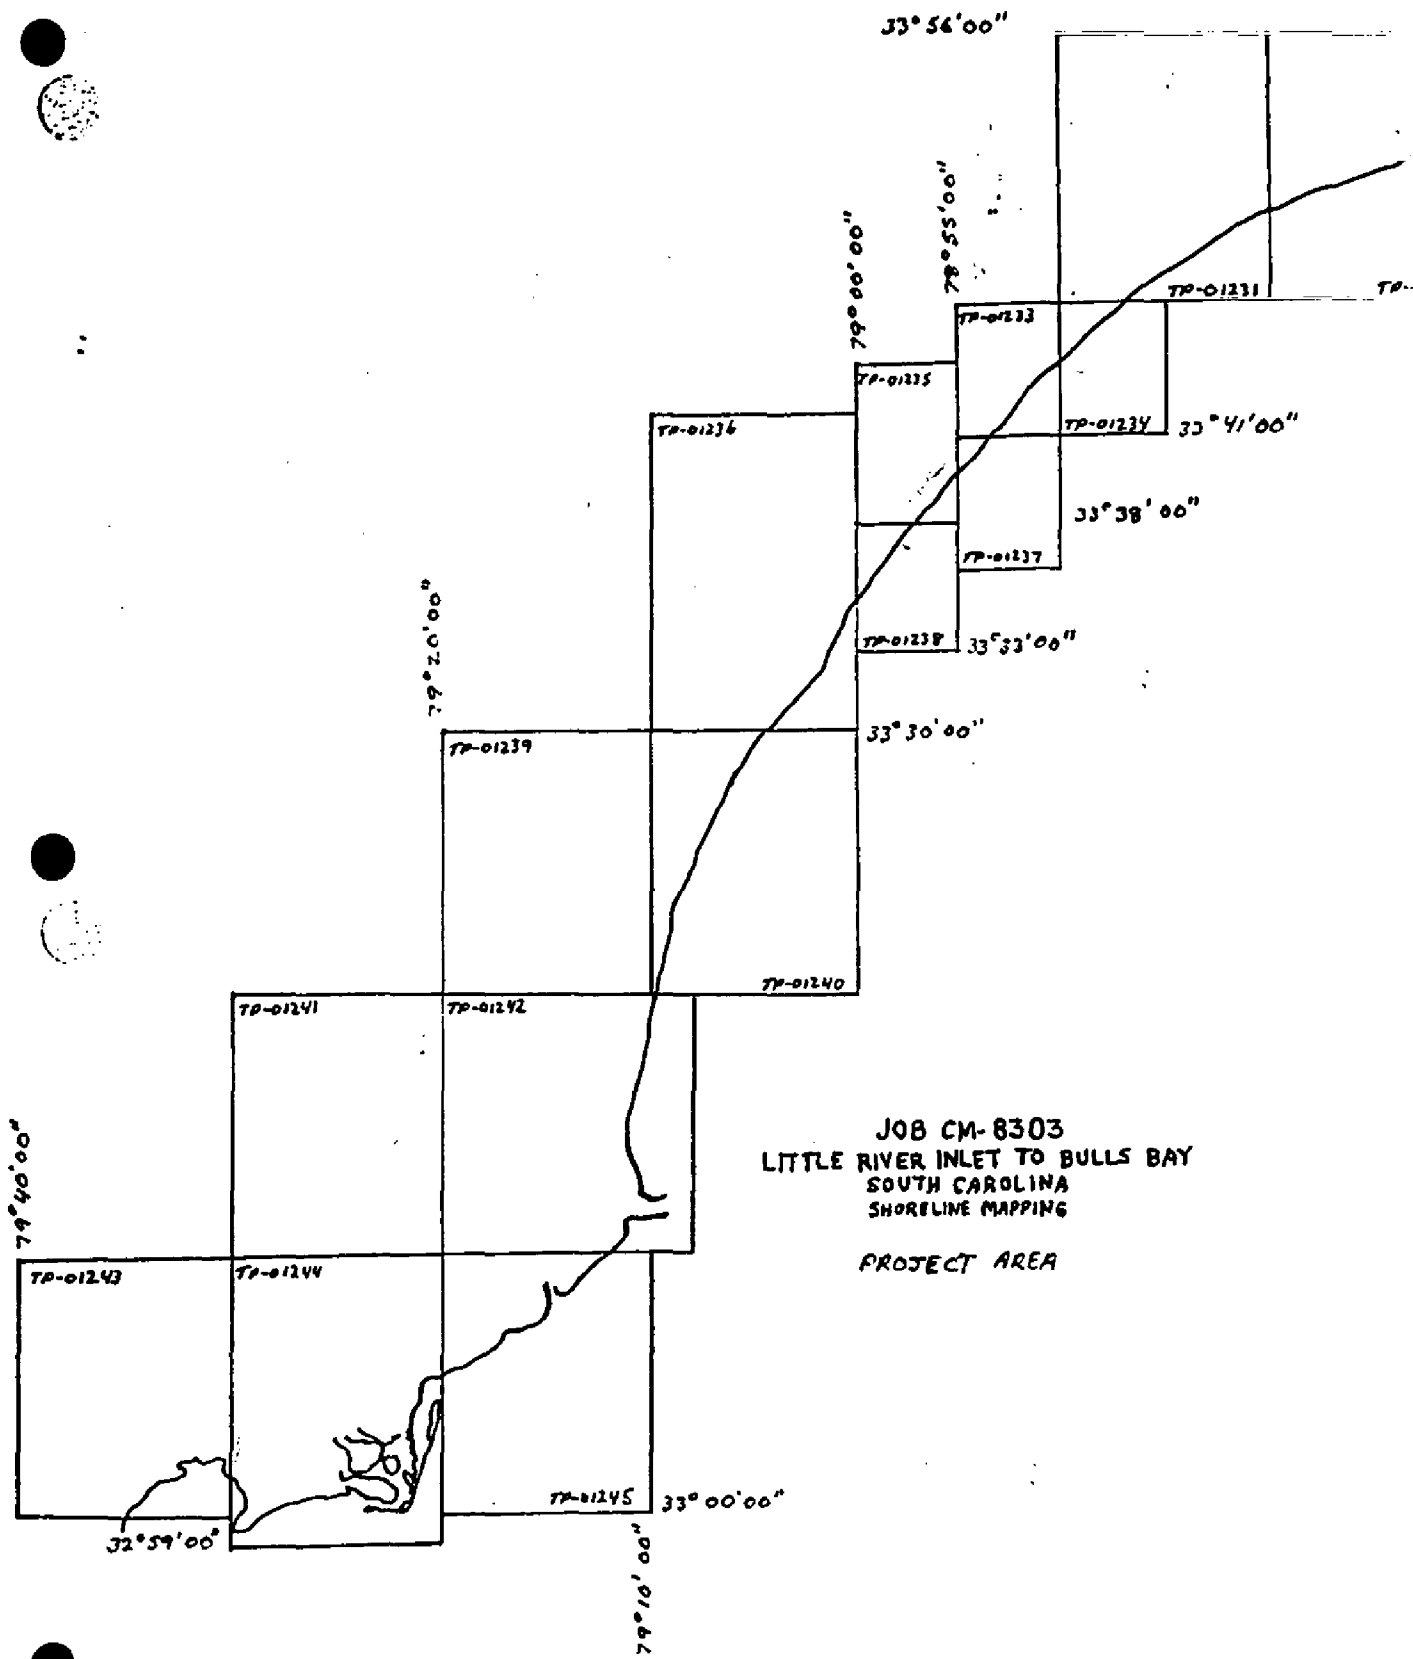 33° 54' 00"
78° 55' 00"
79° 00' 00"
TP-01231
TP-
TP-01233
TP-01235
TP-01236
TP-01234
33° 41' 00"
33° 38' 00"
TP-01237
TP-01238
33° 33' 00"
79° 20' 00"
33° 30' 00"
TP-01239
TP-01240
TP-01241
TP-01242
JOB CM-8303
LITTLE RIVER INLET TO BULLS BAY
SOUTH CAROLINA
SHORELINE MAPPING
PROJECT AREA
79° 40' 00"
TP-01243
TP-01244
TP-01245
33° 00' 00"
32° 59' 00"
79° 10' 00"